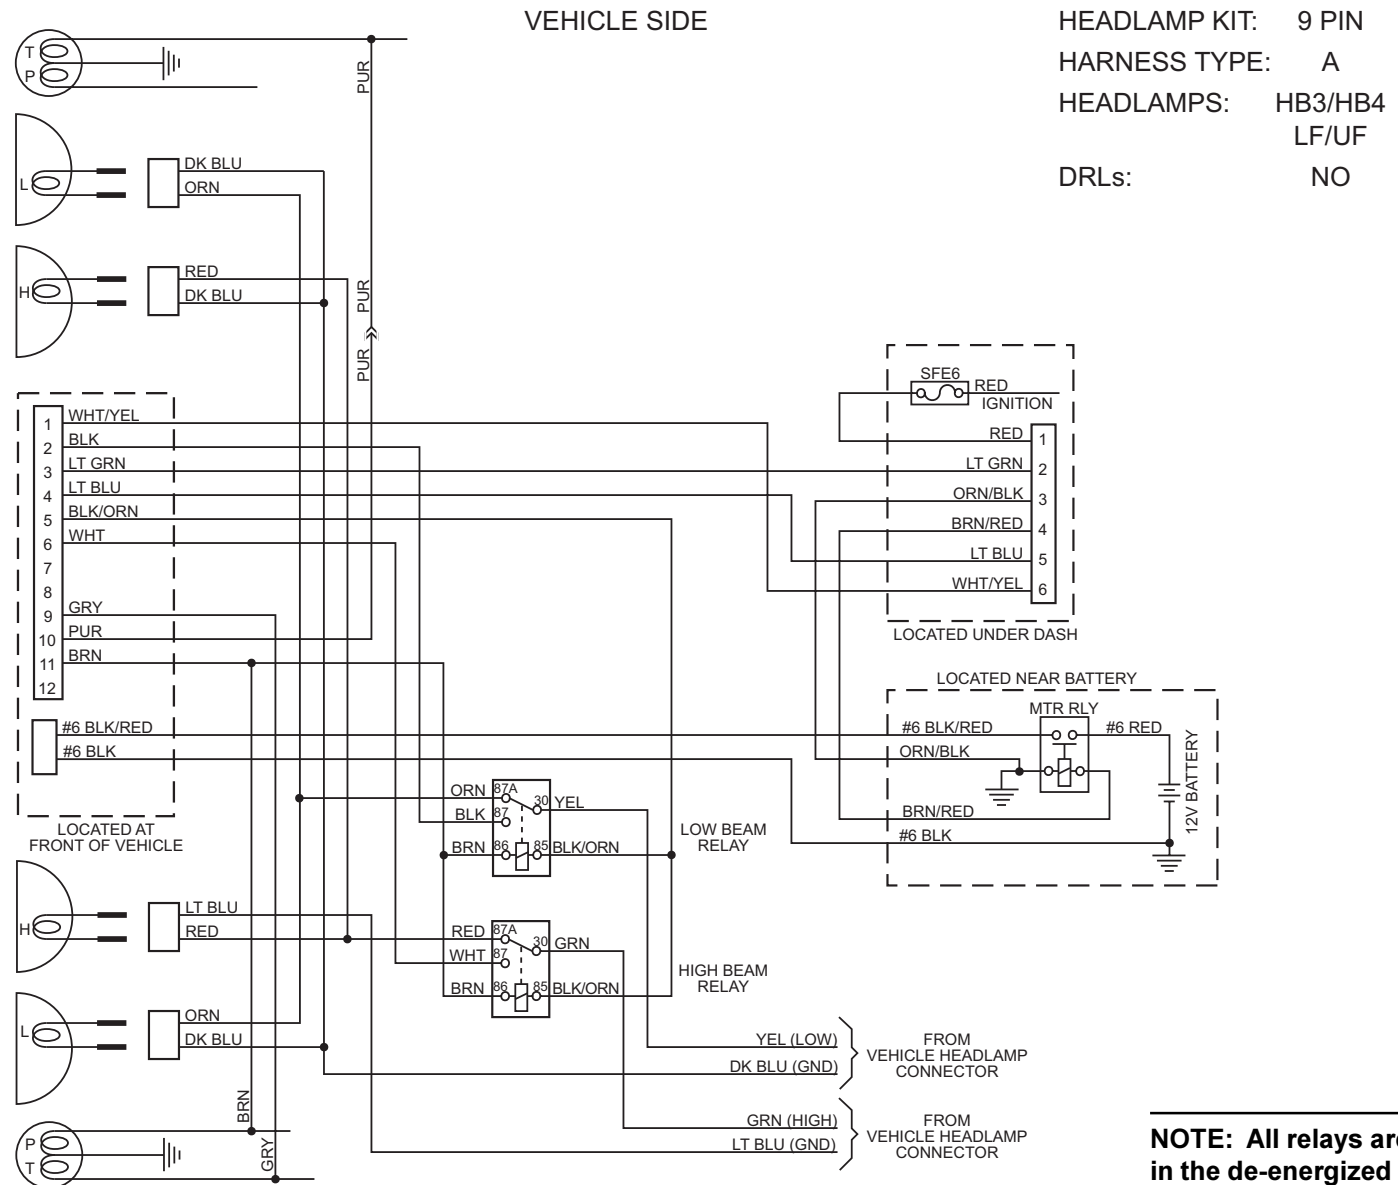 VEHICLE SIDE
HEADLAMP KIT: 9 PIN
HARNESS TYPE: A
HEADLAMPS: HB3/HB4
LF/UF
DRLs: NO
T
P
PUR
L
DK BLU
ORN
H
RED
DK BLU
PUR
PUR
1 WHT/YEL
2 BLK
3 LT GRN
4 LT BLU
5 BLK/ORN
6 WHT
7
8
9 GRY
10 PUR
11 BRN
12
#6 BLK/RED
#6 BLK
LOCATED AT
FRONT OF VEHICLE
SFE6
RED
IGNITION
RED 1
LT GRN 2
ORN/BLK 3
BRN/RED 4
LT BLU 5
WHT/YEL 6
LOCATED UNDER DASH
LOCATED NEAR BATTERY
MTR RLY
#6 BLK/RED
#6 RED
ORN/BLK
BRN/RED
#6 BLK
12V BATTERY
ORN 87A
30 YEL
BLK 87
BRN 86
85 BLK/ORN
LOW BEAM
RELAY
RED 87A
30 GRN
WHT 87
BRN 86
85 BLK/ORN
HIGH BEAM
RELAY
H
LT BLU
RED
L
ORN
DK BLU
BRN
GRY
P
T
YEL (LOW)
DK BLU (GND)
FROM
VEHICLE HEADLAMP
CONNECTOR
GRN (HIGH)
LT BLU (GND)
FROM
VEHICLE HEADLAMP
CONNECTOR
NOTE: All relays are
in the de-energized